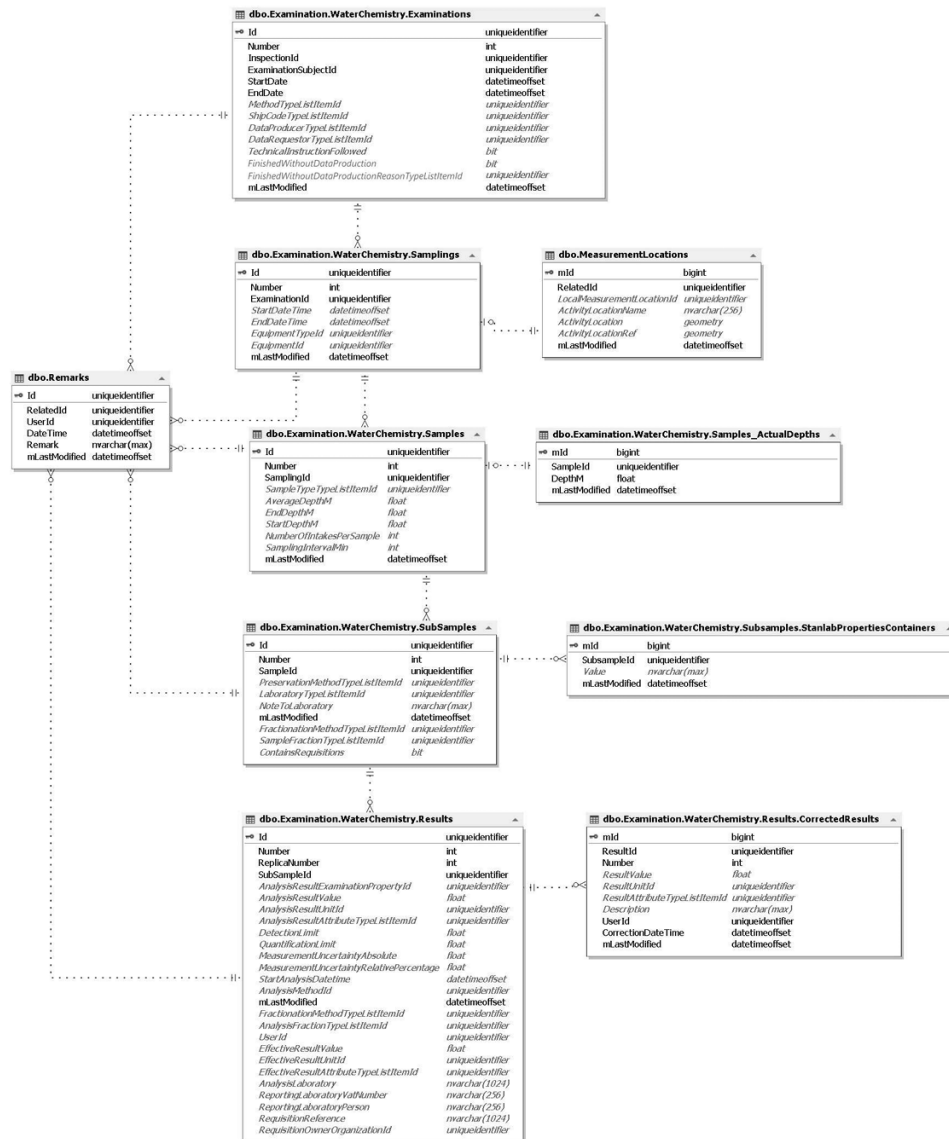 dbo.Examination.WaterChemistry.Examinations
Id uniqueidentifier
Number int
InspectionId uniqueidentifier
ExaminationSubjectId uniqueidentifier
StartDate datetimeoffset
EndDate datetimeoffset
MethodTypeListItemId uniqueidentifier
ShipCodeTypeListItemId uniqueidentifier
DataProducerTypeListItemId uniqueidentifier
DataRequestorTypeListItemId uniqueidentifier
TechnicalInstructionFollowed bit
FinishedWithoutDataProduction bit
FinishedWithoutDataProductionReasonTypeListItemId uniqueidentifier
mLastModified datetimeoffset
dbo.Examination.WaterChemistry.Samplings
Id uniqueidentifier
Number int
ExaminationId uniqueidentifier
StartDateTime datetimeoffset
EndDateTime datetimeoffset
EquipmentTypeId uniqueidentifier
EquipmentId uniqueidentifier
mLastModified datetimeoffset
dbo.MeasurementLocations
mId bigint
RelatedId uniqueidentifier
LocalMeasurementLocationId uniqueidentifier
ActivityLocationName nvarchar(256)
ActivityLocation geometry
ActivityLocationRef geometry
mLastModified datetimeoffset
dbo.Remarks
Id uniqueidentifier
RelatedId uniqueidentifier
UserId uniqueidentifier
DateTime datetimeoffset
Remark nvarchar(max)
mLastModified datetimeoffset
dbo.Examination.WaterChemistry.Samples
Id uniqueidentifier
Number int
SamplingId uniqueidentifier
SampleTypeTypeListItemId uniqueidentifier
AverageDepthM float
EndDepthM float
StartDepthM float
NumberOfIntakesPerSample int
SamplingIntervalMin int
mLastModified datetimeoffset
dbo.Examination.WaterChemistry.Samples_ActualDepths
mId bigint
SampleId uniqueidentifier
DepthM float
mLastModified datetimeoffset
dbo.Examination.WaterChemistry.SubSamples
Id uniqueidentifier
Number int
SampleId uniqueidentifier
PreservationMethodTypeListItemId uniqueidentifier
LaboratoryTypeListItemId uniqueidentifier
NoteToLaboratory nvarchar(max)
mLastModified datetimeoffset
FractionationMethodTypeListItemId uniqueidentifier
SampleFractionTypeListItemId uniqueidentifier
ContainsRequisitions bit
dbo.Examination.WaterChemistry.Subsamples.StanlabPropertiesContainers
mId bigint
SubsampleId uniqueidentifier
Value nvarchar(max)
mLastModified datetimeoffset
dbo.Examination.WaterChemistry.Results
Id uniqueidentifier
Number int
ReplicaNumber int
SubSampleId uniqueidentifier
AnalysisResultExaminationPropertyId uniqueidentifier
AnalysisResultValue float
AnalysisResultUnitId uniqueidentifier
AnalysisResultAttributeTypeListItemId uniqueidentifier
DetectionLimit float
QuantificationLimit float
MeasurementUncertaintyAbsolute float
MeasurementUncertaintyRelativePercentage float
StartAnalysisDatetime datetimeoffset
AnalysisMethodId uniqueidentifier
mLastModified datetimeoffset
FractionationMethodTypeListItemId uniqueidentifier
AnalysisFractionTypeListItemId uniqueidentifier
UserId uniqueidentifier
EffectiveResultValue float
EffectiveResultUnitId uniqueidentifier
EffectiveResultAttributeTypeListItemId uniqueidentifier
AnalysisLaboratory nvarchar(1024)
ReportingLaboratoryVatNumber nvarchar(256)
ReportingLaboratoryPerson nvarchar(256)
RequisitionReference nvarchar(1024)
RequisitionOwnerOrganizationId uniqueidentifier
dbo.Examination.WaterChemistry.Results.CorrectedResults
mId bigint
ResultId uniqueidentifier
Number int
ResultValue float
ResultUnitId uniqueidentifier
ResultAttributeTypeListItemId uniqueidentifier
Description nvarchar(max)
UserId uniqueidentifier
CorrectionDateTime datetimeoffset
mLastModified datetimeoffset